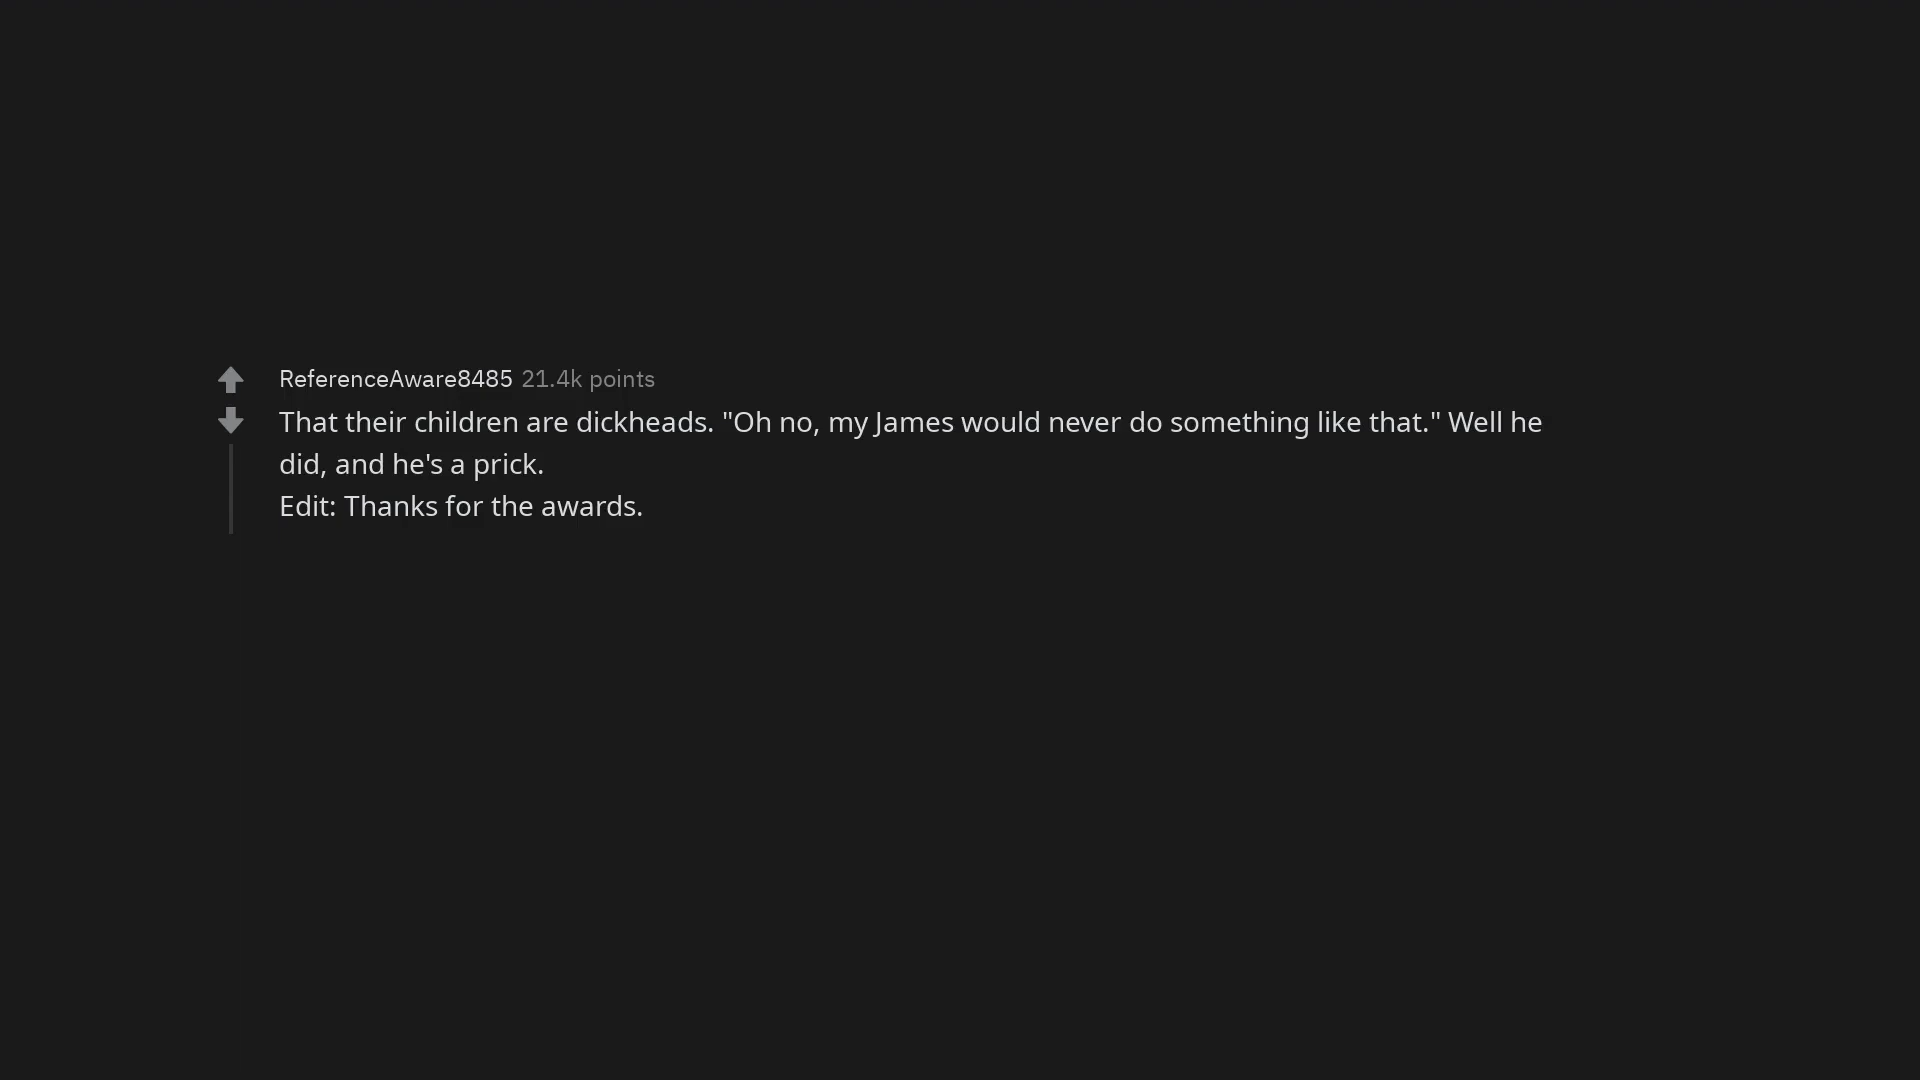 ReferenceAware8485 21.4k points
That their children are dickheads. "Oh no, my James would never do something like that." Well he
did, and he's a prick.
Edit: Thanks for the awards.